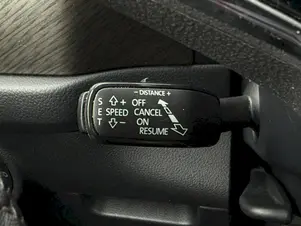 - DISTANCE +
S + OFF
E SPEED CANCEL
T - ON
RESUME